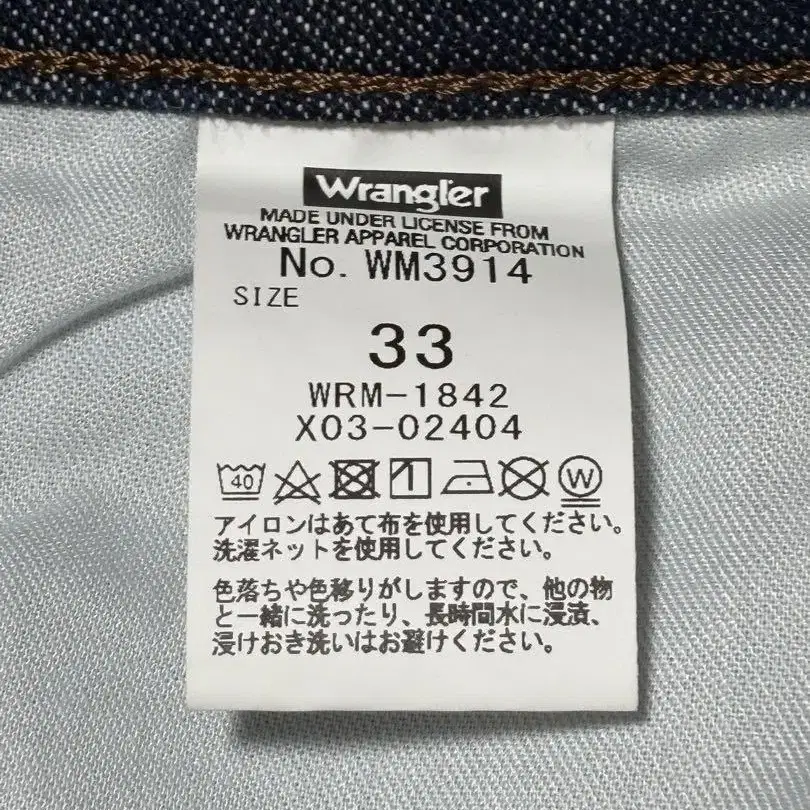 Wrangler
MADE UNDER LICENSE FROM
WRANGLER APPAREL CORPORATION
No. WM3914
SIZE
33
WRM-1842
X03-02404
40
W
アイロンはあて布を使用してください。
洗濯ネットを使用してください。
色落ちや色移りがしますので、他の物
と一緒に洗ったり、長時間水に浸漬、
浸けおき洗いはお避けください。